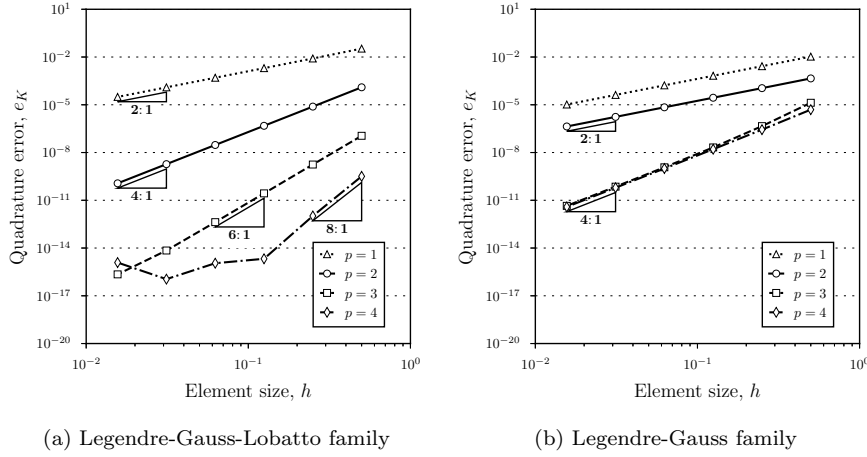 10^1
10^−2
10^−5
10^−8
10^−11
10^−14
10^−17
10^−20
Quadrature error, e_K
2: 1
4: 1
6: 1
8: 1
p = 1
p = 2
p = 3
p = 4
10^−2
10^−1
10^0
Element size, h
(a) Legendre-Gauss-Lobatto family
10^1
10^−2
10^−5
10^−8
10^−11
10^−14
10^−17
10^−20
Quadrature error, e_K
2: 1
4: 1
p = 1
p = 2
p = 3
p = 4
10^−2
10^−1
10^0
Element size, h
(b) Legendre-Gauss family